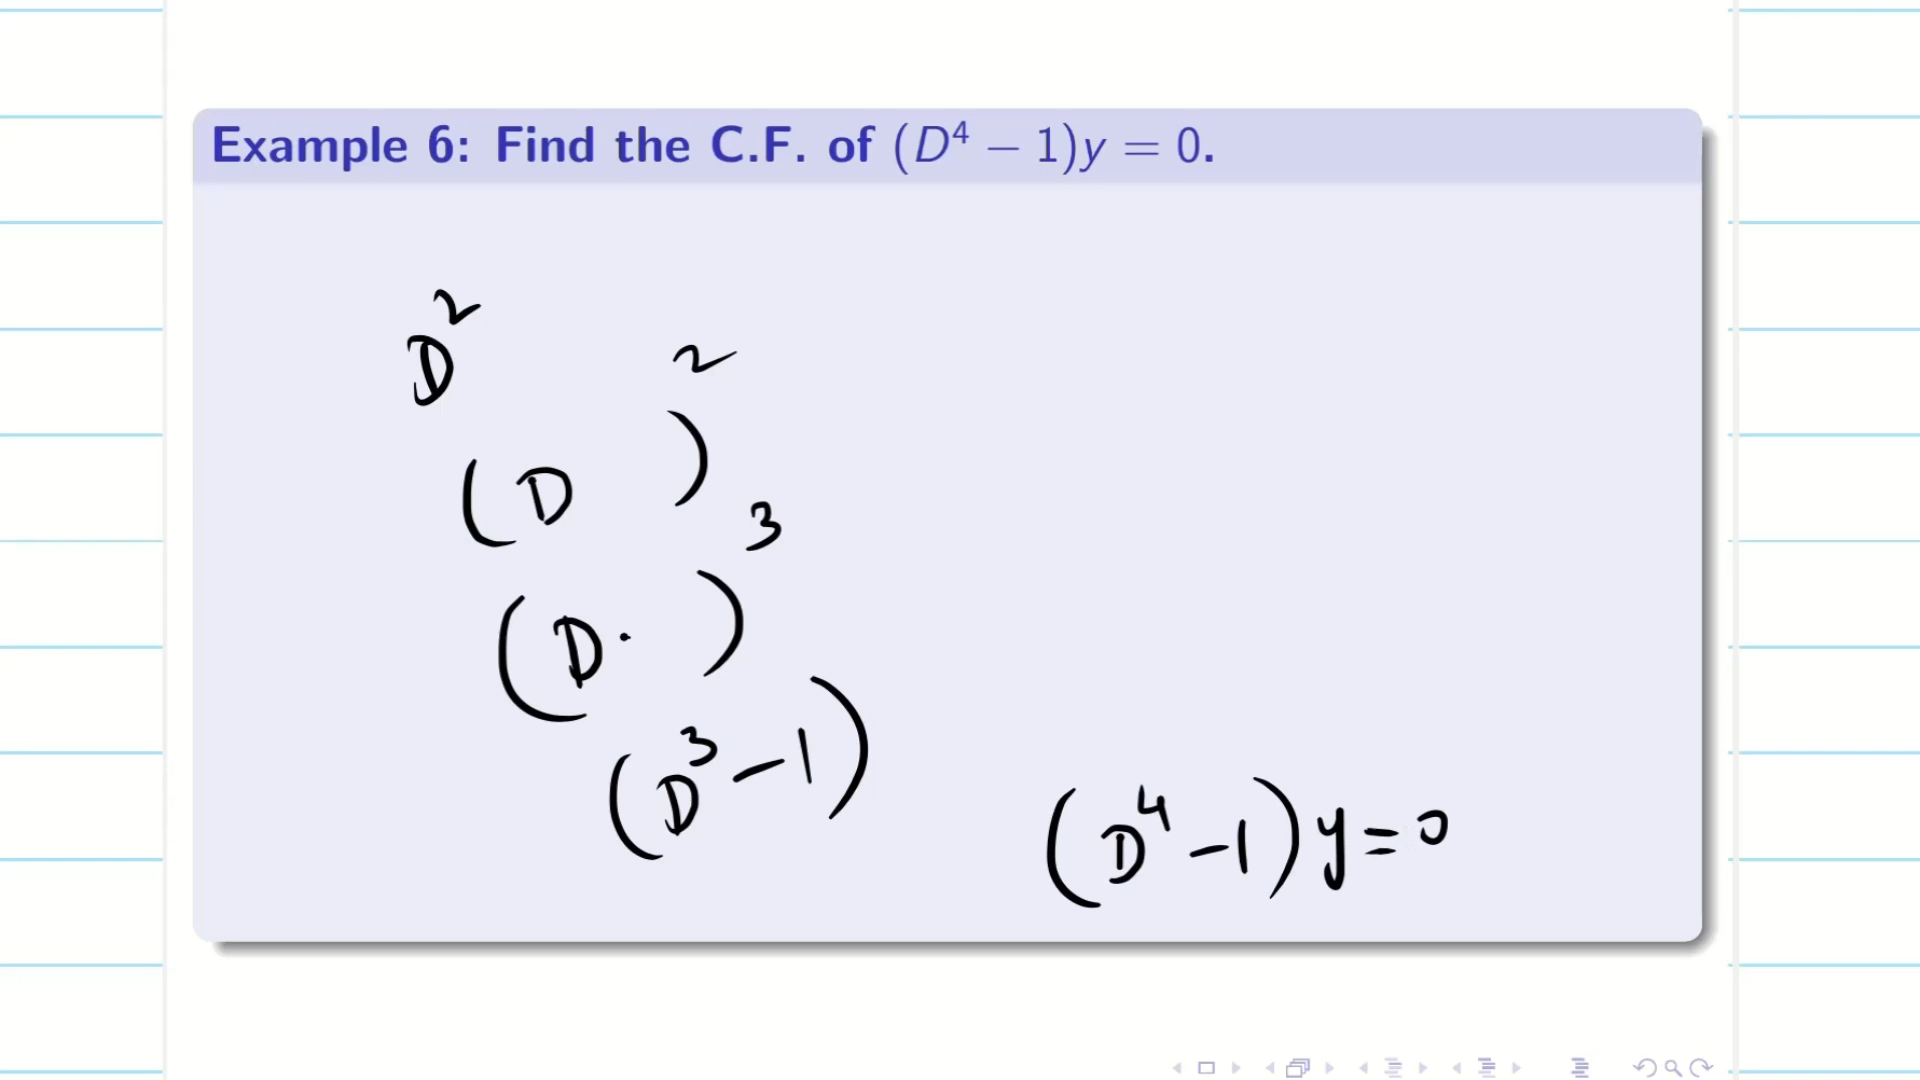 Example 6: Find the C.F. of (D⁴ − 1)y = 0.
D²
(D )²
(D· )³
(D³ − 1)
(D⁴ − 1) y = 0